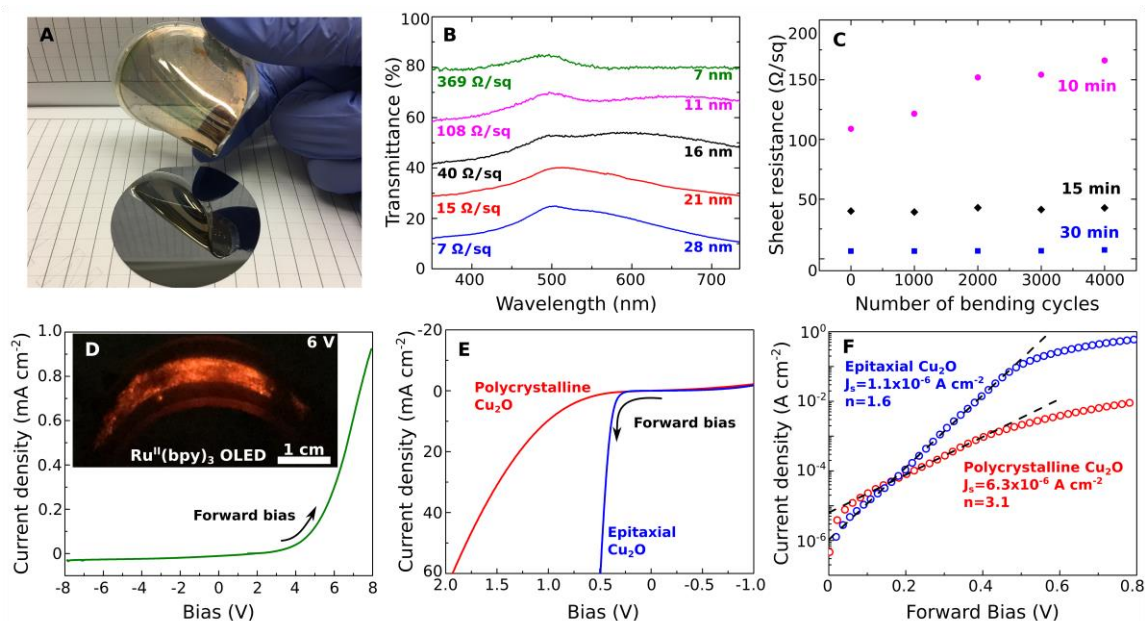 A
B
Transmittance (%)
100
80
60
40
20
0
369 Ω/sq
7 nm
108 Ω/sq
11 nm
40 Ω/sq
16 nm
15 Ω/sq
21 nm
7 Ω/sq
28 nm
400
500
600
700
Wavelength (nm)
C
Sheet resistance (Ω/sq)
200
150
100
50
0
10 min
15 min
30 min
0
1000
2000
3000
4000
Number of bending cycles
D
6 V
Current density (mA cm⁻²)
1.0
0.8
0.6
0.4
0.2
0
Ruᴵᴵ(bpy)₃ OLED
1 cm
Forward bias
-8
-6
-4
-2
0
2
4
6
8
Bias (V)
E
Current density (mA cm⁻²)
-20
0
20
40
60
Polycrystalline
Cu₂O
Forward bias
Epitaxial
Cu₂O
2.0
1.5
1.0
0.5
0
-0.5
-1.0
Bias (V)
F
Current density (A cm⁻²)
10⁰
10⁻²
10⁻⁴
10⁻⁶
Epitaxial Cu₂O
Jₛ=1.1x10⁻⁶ A cm⁻²
n=1.6
Polycrystalline Cu₂O
Jₛ=6.3x10⁻⁶ A cm⁻²
n=3.1
0
0.2
0.4
0.6
0.8
Forward Bias (V)